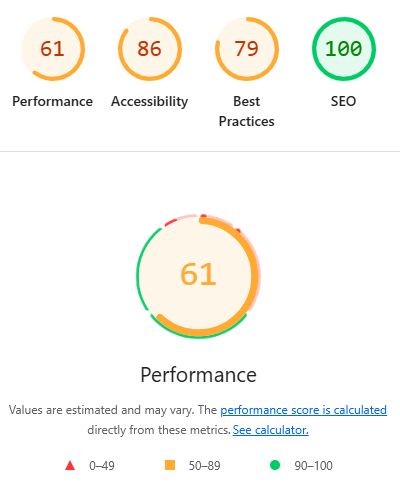 61 86 79 100
Performance Accessibility Best Practices SEO
61
Performance
Values are estimated and may vary. The performance score is calculated
directly from these metrics. See calculator.
0–49 50–89 90–100